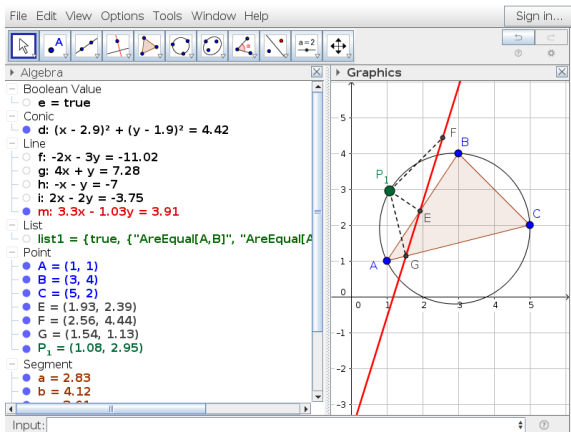 File Edit View Options Tools Window Help
Sign in...
A
a=2
Algebra
Graphics
Boolean Value
e = true
Conic
d: (x - 2.9)² + (y - 1.9)² = 4.42
Line
f: -2x - 3y = -11.02
g: 4x + y = 7.28
h: -x - y = -7
i: 2x - 2y = -3.75
m: 3.3x - 1.03y = 3.91
List
list1 = {true, {"AreEqual[A,B]", "AreEqual[A
Point
A = (1, 1)
B = (3, 4)
C = (5, 2)
E = (1.93, 2.39)
F = (2.56, 4.44)
G = (1.54, 1.13)
P₁ = (1.08, 2.95)
Segment
a = 2.83
b = 4.12
5
4
3
2
1
0
-1
-2
-3
0 1 2 3 4 5
F
B
P₁
E
C
A
G
Input: